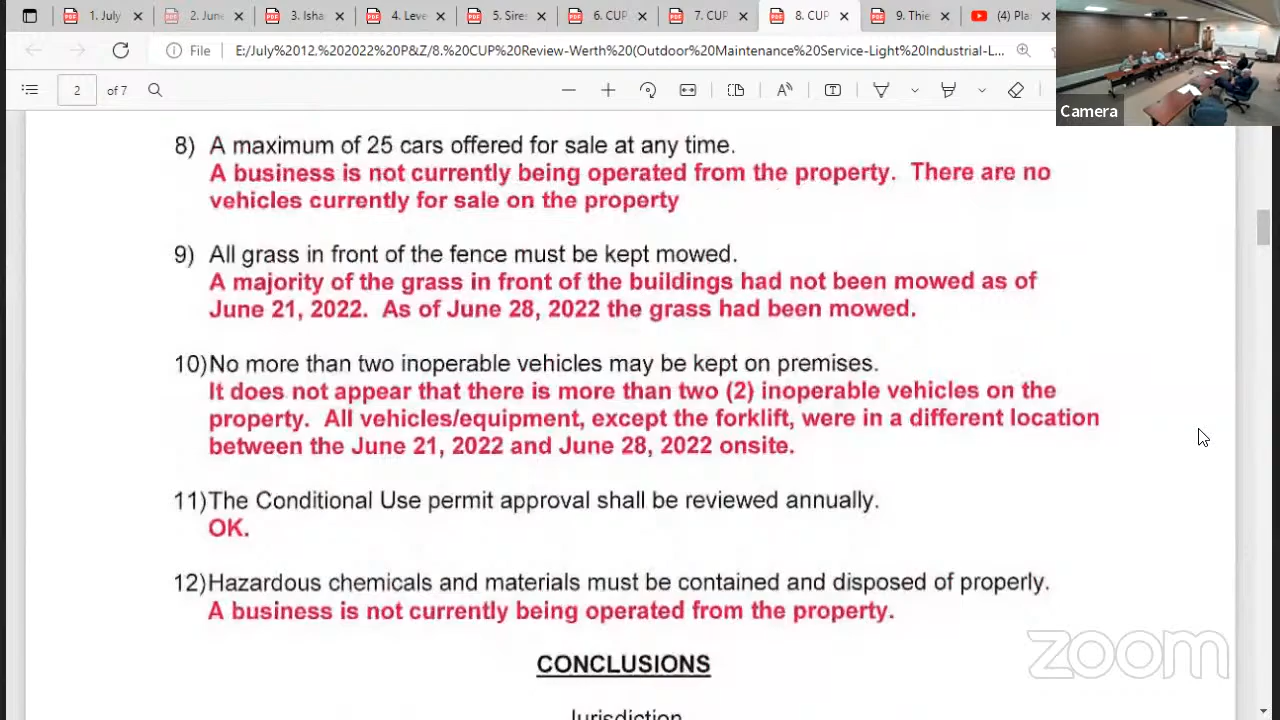 1. July
2. June
3. Isha
4. Leve
5. Sires
6. CUP
7. CUP
8. CUP
9. Thie
(4) Pla
File
E:/July%2012.%202022%20P&Z/8.%20CUP%20Review-Werth%20(Outdoor%20Maintenance%20Service-Light%20Industrial-L...
2 of 7
Camera
8) A maximum of 25 cars offered for sale at any time.
A business is not currently being operated from the property. There are no
vehicles currently for sale on the property
9) All grass in front of the fence must be kept mowed.
A majority of the grass in front of the buildings had not been mowed as of
June 21, 2022. As of June 28, 2022 the grass had been mowed.
10)No more than two inoperable vehicles may be kept on premises.
It does not appear that there is more than two (2) inoperable vehicles on the
property. All vehicles/equipment, except the forklift, were in a different location
between the June 21, 2022 and June 28, 2022 onsite.
11)The Conditional Use permit approval shall be reviewed annually.
OK.
12)Hazardous chemicals and materials must be contained and disposed of properly.
A business is not currently being operated from the property.
CONCLUSIONS
Jurisdiction
zoom